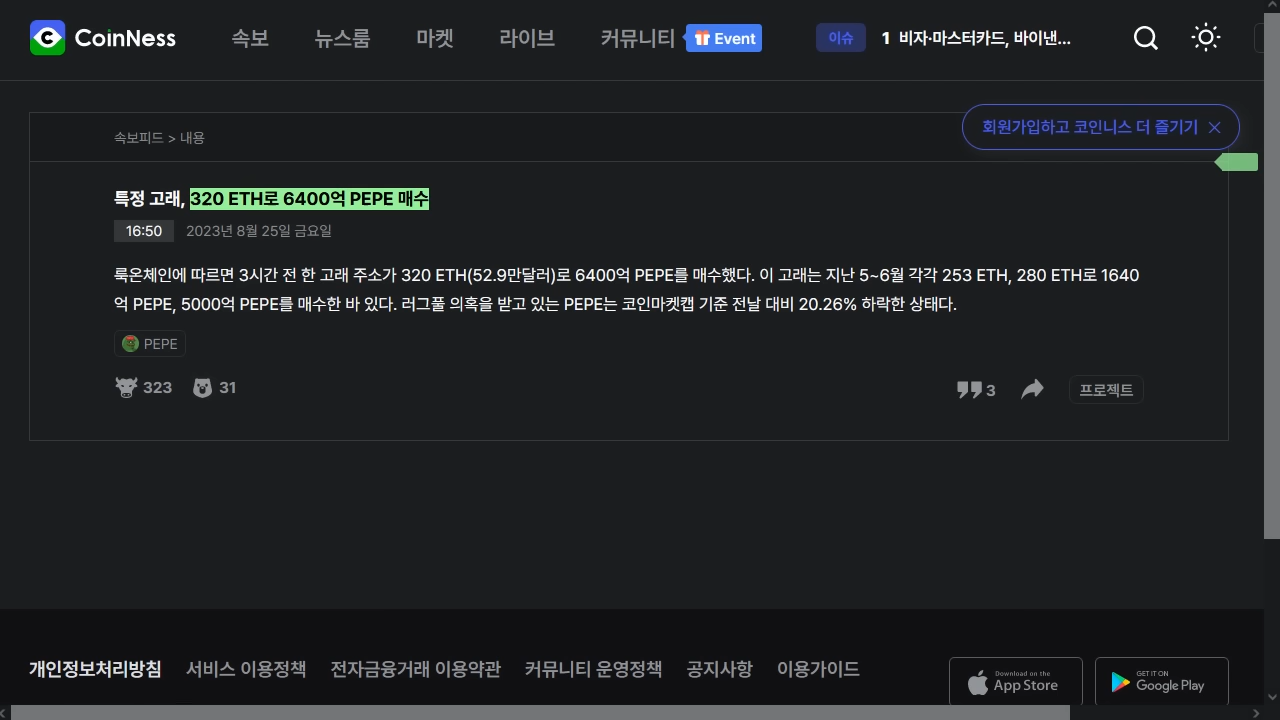 CoinNess
속보
뉴스룸
마켓
라이브
커뮤니티
Event
이슈
1 비자·마스터카드, 바이낸...
회원가입하고 코인니스 더 즐기기
속보피드 > 내용
특정 고래, 320 ETH로 6400억 PEPE 매수
16:50 2023년 8월 25일 금요일
룩온체인에 따르면 3시간 전 한 고래 주소가 320 ETH(52.9만달러)로 6400억 PEPE를 매수했다. 이 고래는 지난 5~6월 각각 253 ETH, 280 ETH로 1640
억 PEPE, 5000억 PEPE를 매수한 바 있다. 러그풀 의혹을 받고 있는 PEPE는 코인마켓캡 기준 전날 대비 20.26% 하락한 상태다.
PEPE
323 31
3
프로젝트
개인정보처리방침
서비스 이용정책
전자금융거래 이용약관
커뮤니티 운영정책
공지사항
이용가이드
Download on the
App Store
GET IT ON
Google Play